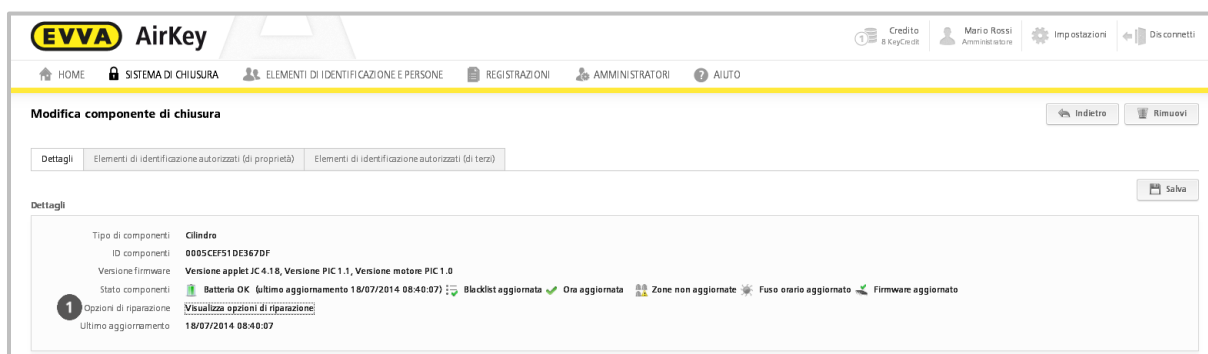 EVVA AirKey
Credito
8 KeyCredit
Mario Rossi
Amministratore
Impostazioni
Disconnetti
HOME SISTEMA DI CHIUSURA ELEMENTI DI IDENTIFICAZIONE E PERSONE REGISTRAZIONI AMMINISTRATORI AIUTO
Modifica componente di chiusura
Indietro Rimuovi
Dettagli Elementi di identificazione autorizzati (di proprietà) Elementi di identificazione autorizzati (di terzi)
Salva
Dettagli
Tipo di componenti Cilindro
ID componenti 0005CEF51DE367DF
Versione firmware Versione applet JC 4.18, Versione PIC 1.1, Versione motore PIC 1.0
Stato componenti Batteria OK (ultimo aggiornamento 18/07/2014 08:40:07) Blacklist aggiornata Ora aggiornata Zone non aggiornate Fuso orario aggiornato Firmware aggiornato
1 Opzioni di riparazione Visualizza opzioni di riparazione
Ultimo aggiornamento 18/07/2014 08:40:07